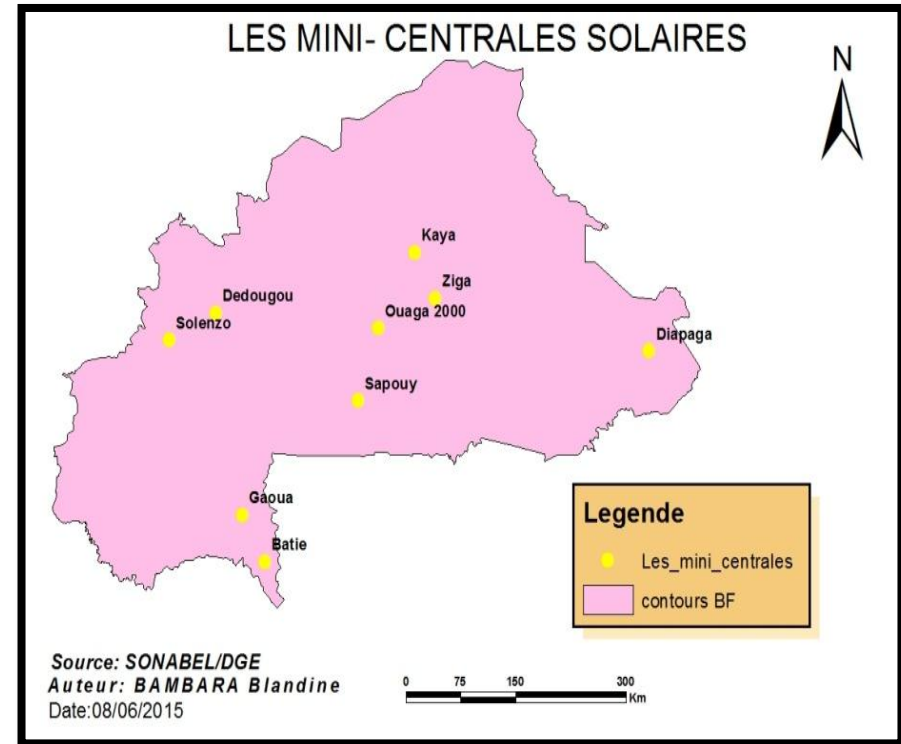 LES MINI- CENTRALES SOLAIRES
N
Kaya
Ziga
Dedougou
Ouaga 2000
Solenzo
Diapaga
Sapouy
Gaoua
Batie
Legende
Les_mini_centrales
contours BF
Source: SONABEL/DGE
Auteur: BAMBARA Blandine
Date:08/06/2015
0 75 150 300
Km